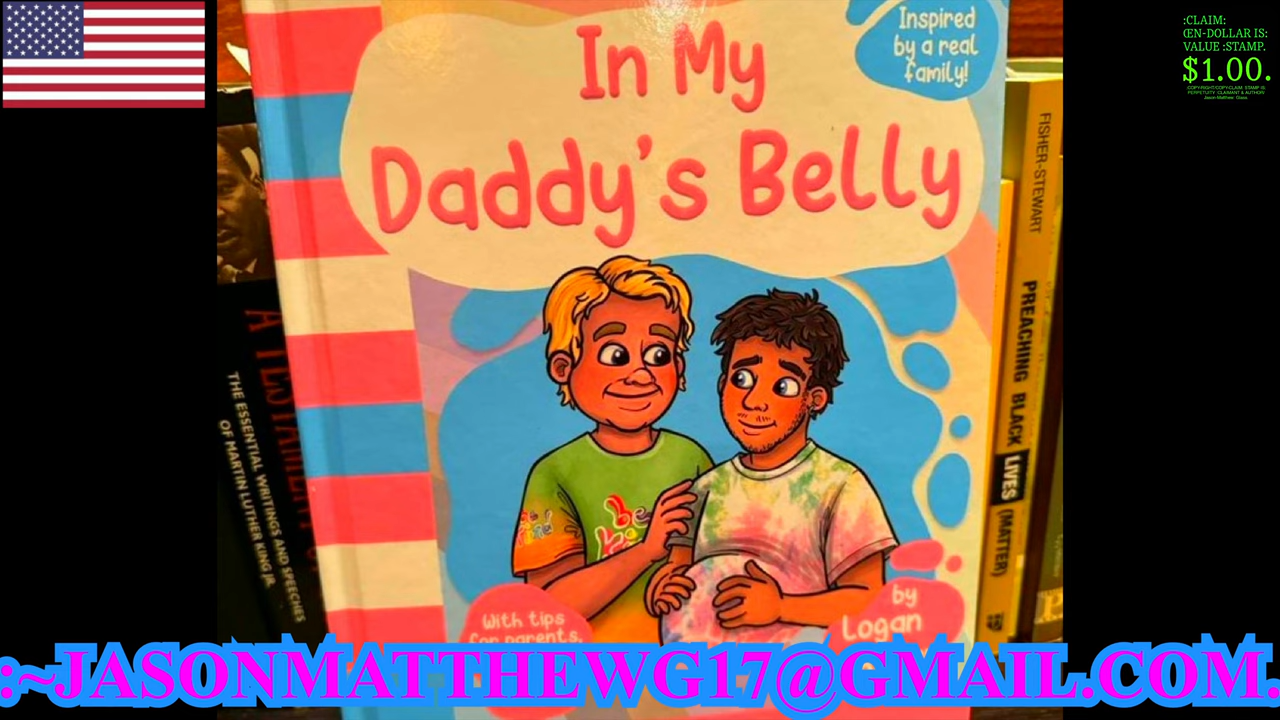 :CLAIM:
ŒN-DOLLAR IS:
VALUE :STAMP.
$1.00.
Inspired
by a real
family!
In My
Daddy's Belly
THE ESSENTIAL WRITINGS AND SPEECHES
OF MARTIN LUTHER KING JR.
FISHER-STEWART
PREACHING BLACK LIVES (MATTER)
be
With tips
for parents,
by
Logan
:~JASONMATTHEWG17@GMAIL.COM.